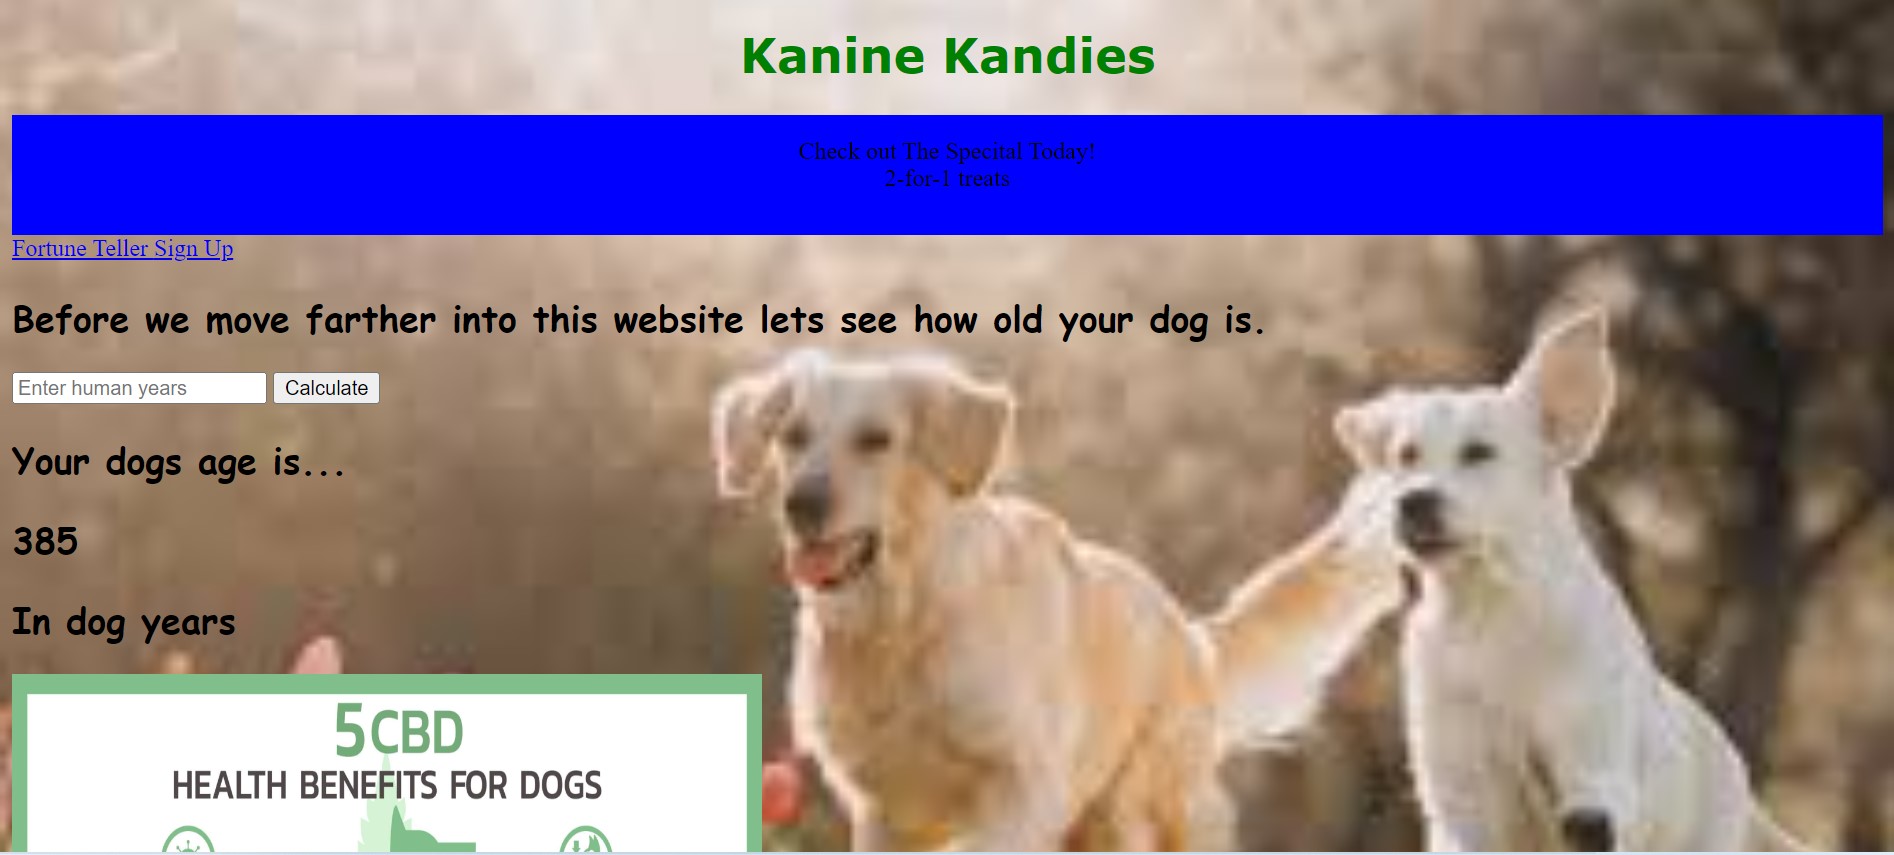 Kanine Kandies
Check out The Specital Today!
2-for-1 treats
Fortune Teller Sign Up
Before we move farther into this website lets see how old your dog is.
Enter human years Calculate
Your dogs age is...
385
In dog years
5 CBD
HEALTH BENEFITS FOR DOGS